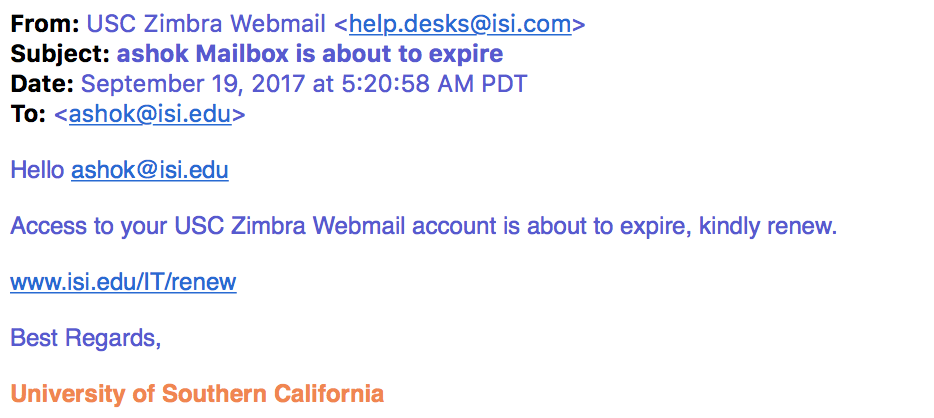 From: USC Zimbra Webmail <help.desks@isi.com>
Subject: ashok Mailbox is about to expire
Date: September 19, 2017 at 5:20:58 AM PDT
To: <ashok@isi.edu>
Hello ashok@isi.edu
Access to your USC Zimbra Webmail account is about to expire, kindly renew.
www.isi.edu/IT/renew
Best Regards,
University of Southern California